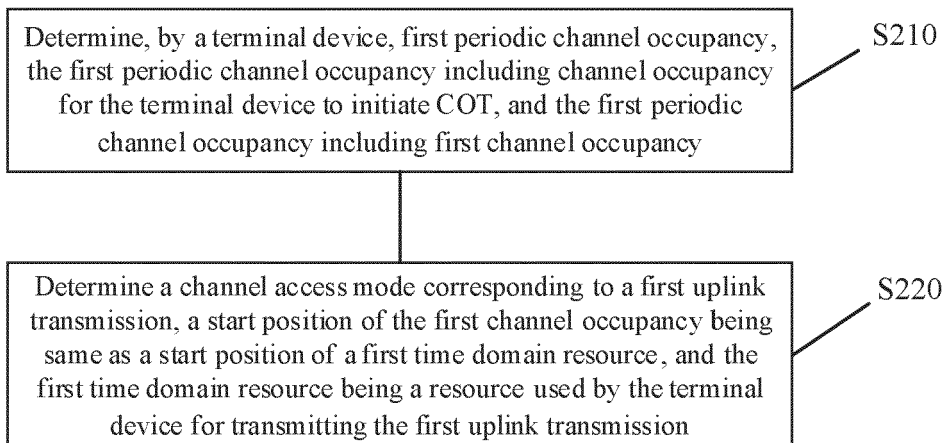 Determine, by a terminal device, first periodic channel occupancy,
the first periodic channel occupancy including channel occupancy
for the terminal device to initiate COT, and the first periodic
channel occupancy including first channel occupancy
S210
Determine a channel access mode corresponding to a first uplink
transmission, a start position of the first channel occupancy being
same as a start position of a first time domain resource, and the
first time domain resource being a resource used by the terminal
device for transmitting the first uplink transmission
S220